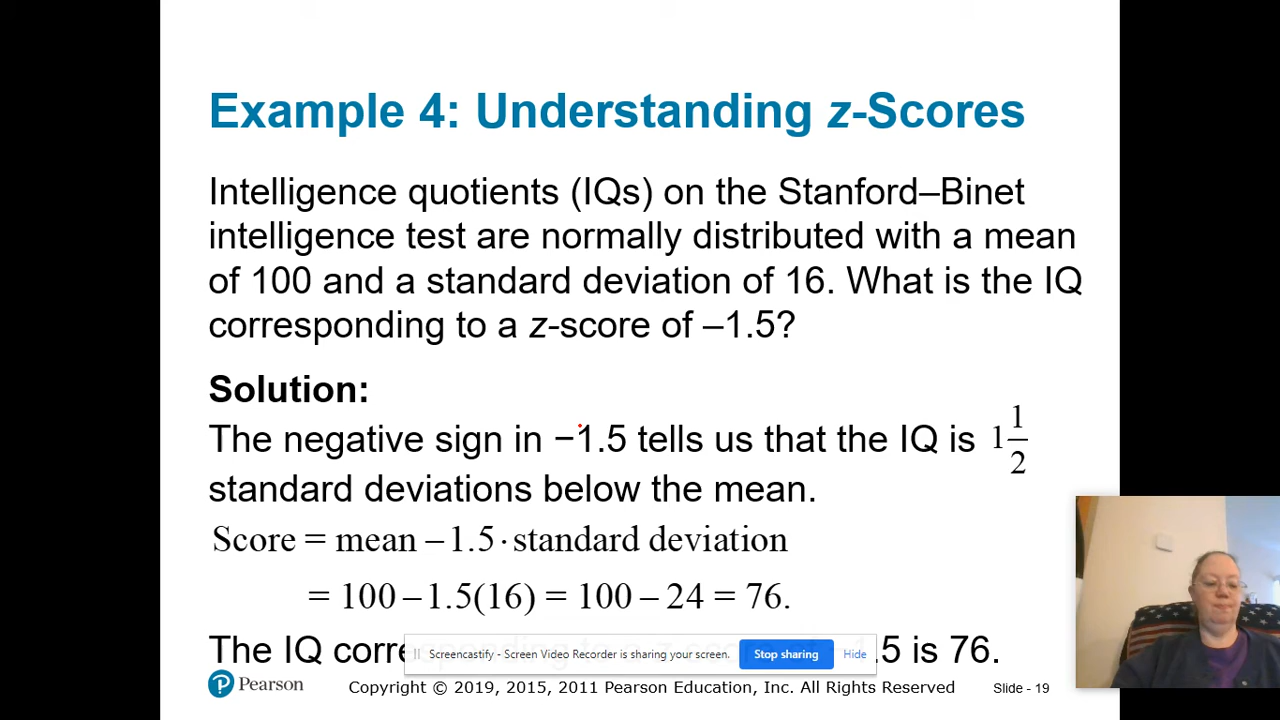 Example 4: Understanding z-Scores
Intelligence quotients (IQs) on the Stanford–Binet
intelligence test are normally distributed with a mean
of 100 and a standard deviation of 16. What is the IQ
corresponding to a z-score of –1.5?
Solution:
The negative sign in −1.5 tells us that the IQ is 1 1/2
standard deviations below the mean.
Score = mean − 1.5 · standard deviation
= 100 − 1.5(16) = 100 − 24 = 76.
The IQ .5 is 76.
Screencastify - Screen Video Recorder is sharing your screen. Stop sharing Hide
Pearson Copyright © 2019, 2015, 2011 Pearson Education, Inc. All Rights Reserved Slide - 19